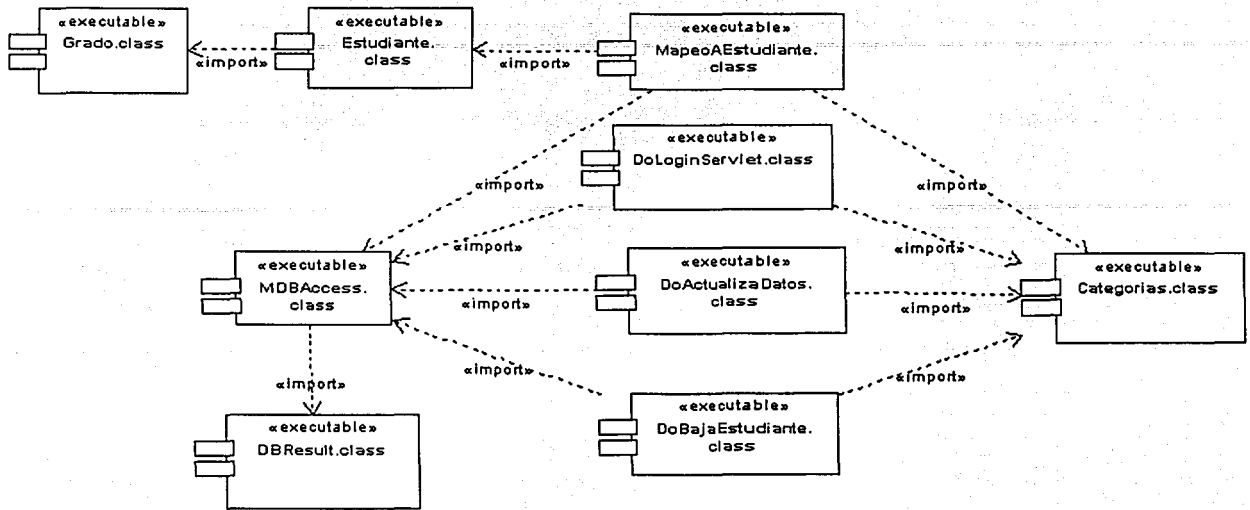 «executable»
Grado.class
«import»
«executable»
Estudiante.
class
«import»
«executable»
MapeoAEstudiante.
class
«executable»
DoLoginServlet.class
«import»
«import»
«import»
«import»
«executable»
MDBAccess.
class
«import»
«executable»
DoActualizaDatos.
class
«import»
«executable»
Categorias.class
«import»
«import»
«import»
«executable»
DBResult.class
«executable»
DoBajaEstudiante.
class